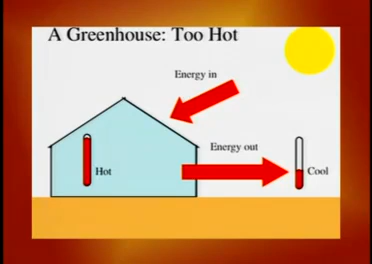 A Greenhouse: Too Hot
Energy in
Energy out
Hot
Cool